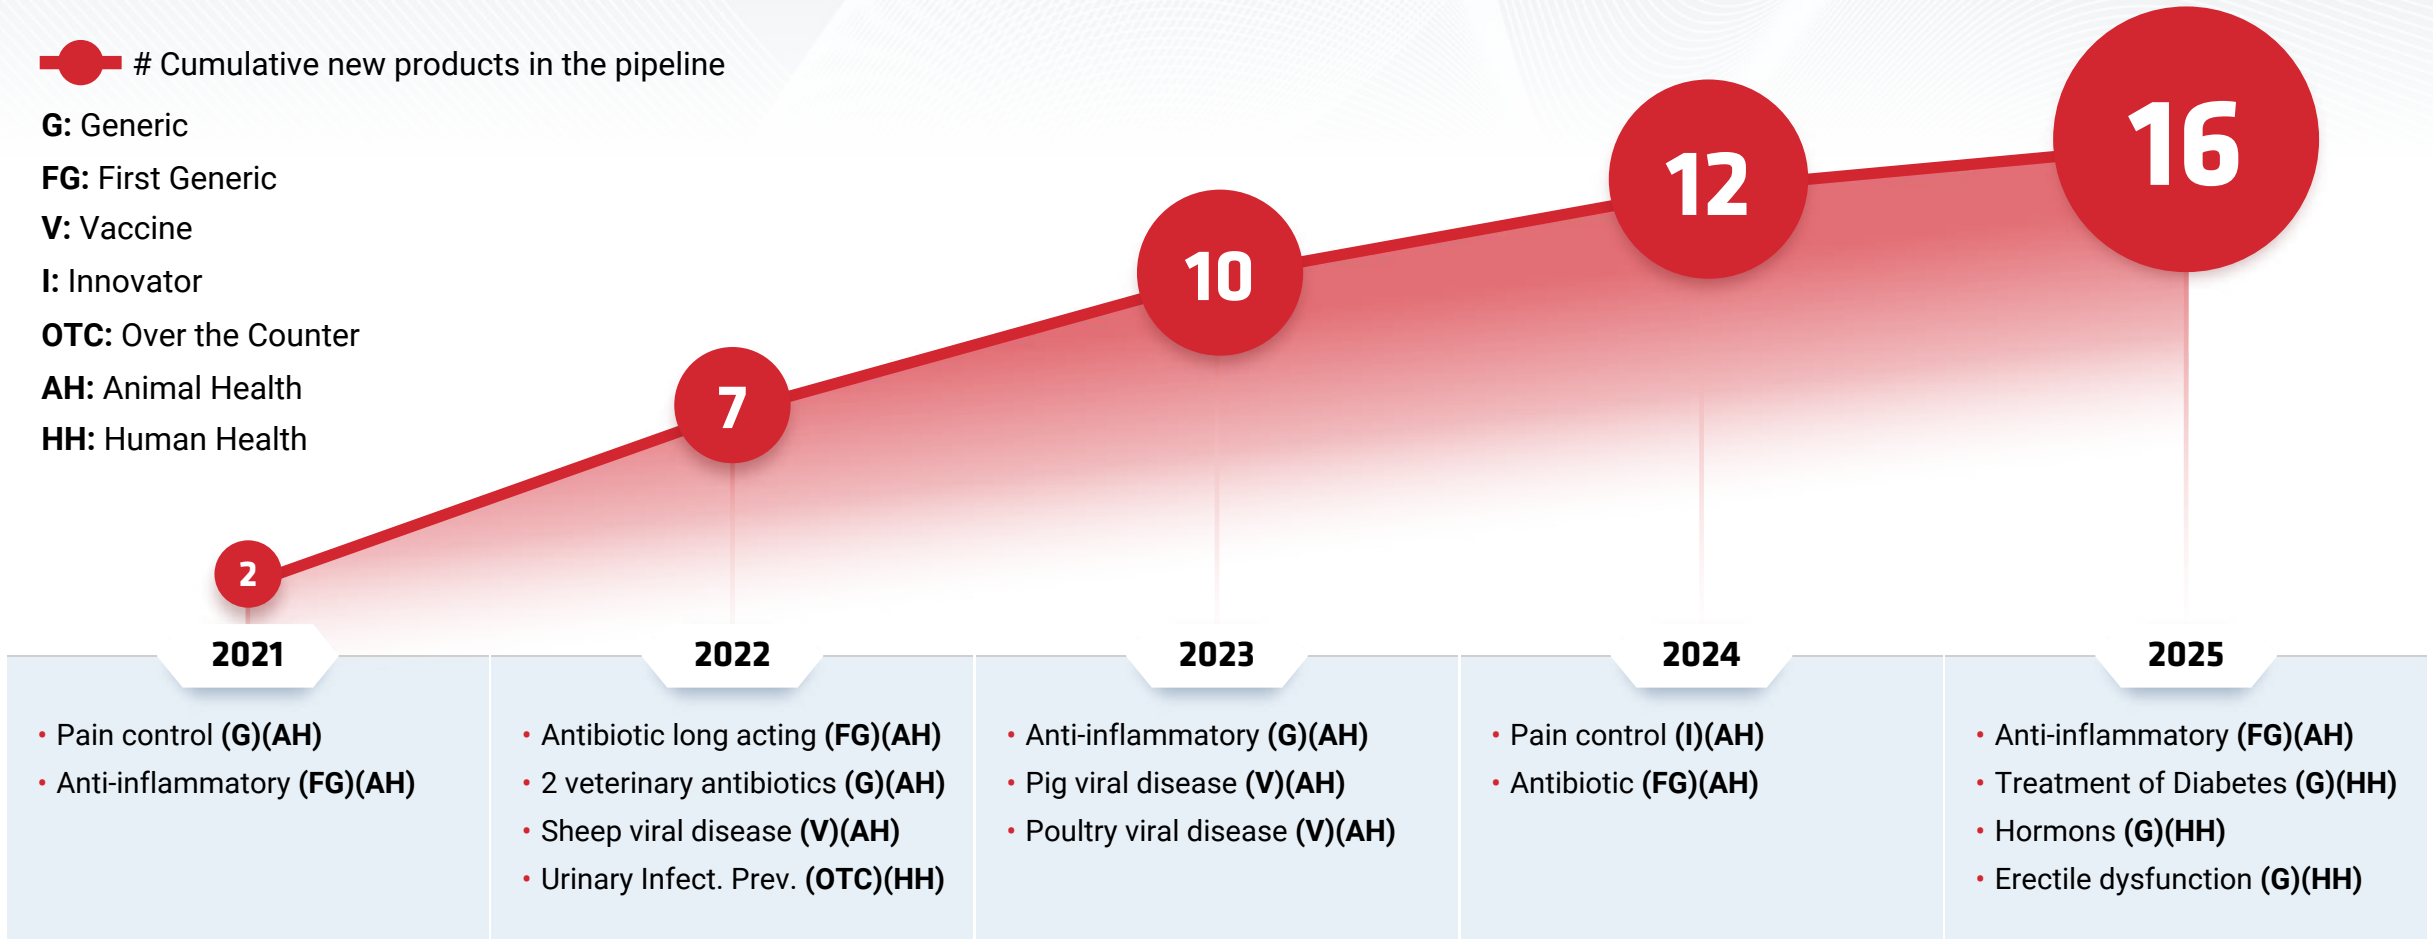 # Cumulative new products in the pipeline
G: Generic
FG: First Generic
V: Vaccine
I: Innovator
OTC: Over the Counter
AH: Animal Health
HH: Human Health
2
7
10
12
16
2021
• Pain control (G)(AH)
• Anti-inflammatory (FG)(AH)
2022
• Antibiotic long acting (FG)(AH)
• 2 veterinary antibiotics (G)(AH)
• Sheep viral disease (V)(AH)
• Urinary Infect. Prev. (OTC)(HH)
2023
• Anti-inflammatory (G)(AH)
• Pig viral disease (V)(AH)
• Poultry viral disease (V)(AH)
2024
• Pain control (I)(AH)
• Antibiotic (FG)(AH)
2025
• Anti-inflammatory (FG)(AH)
• Treatment of Diabetes (G)(HH)
• Hormons (G)(HH)
• Erectile dysfunction (G)(HH)